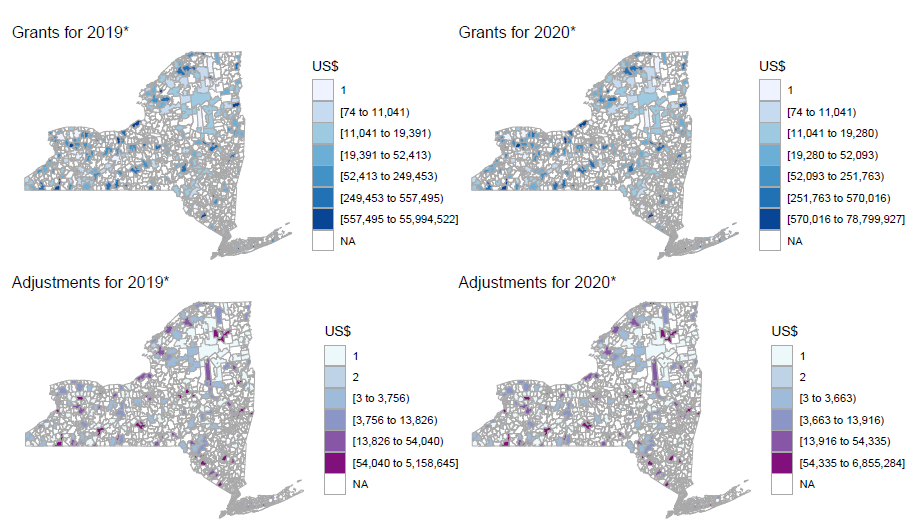 Grants for 2019*
US$
1
[74 to 11,041)
[11,041 to 19,391)
[19,391 to 52,413)
[52,413 to 249,453)
[249,453 to 557,495)
[557,495 to 55,994,522]
NA
Grants for 2020*
US$
1
[74 to 11,041)
[11,041 to 19,280)
[19,280 to 52,093)
[52,093 to 251,763)
[251,763 to 570,016)
[570,016 to 78,799,927]
NA
Adjustments for 2019*
US$
1
2
[3 to 3,756)
[3,756 to 13,826)
[13,826 to 54,040)
[54,040 to 5,158,645]
NA
Adjustments for 2020*
US$
1
2
[3 to 3,663)
[3,663 to 13,916)
[13,916 to 54,335)
[54,335 to 6,855,284]
NA